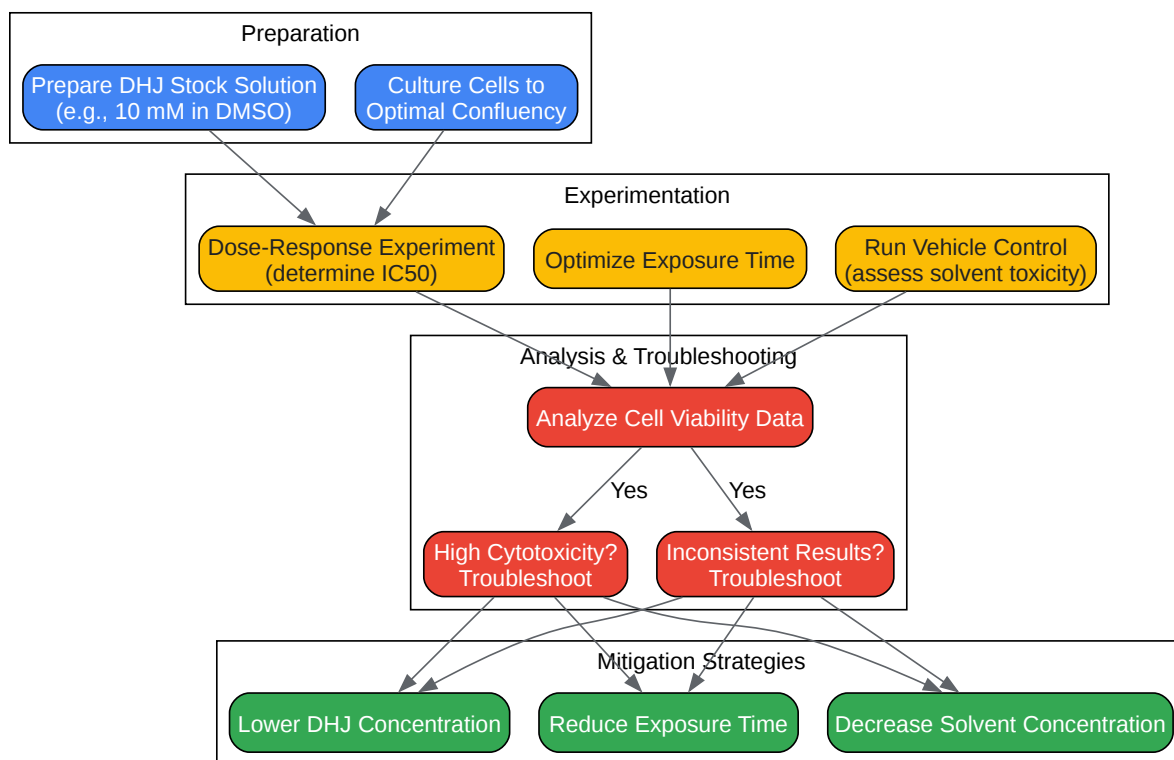 Preparation
Prepare DHJ Stock Solution
(e.g., 10 mM in DMSO)
Culture Cells to
Optimal Confluency
Experimentation
Dose-Response Experiment
(determine IC50)
Optimize Exposure Time
Run Vehicle Control
(assess solvent toxicity)
Analysis & Troubleshooting
Analyze Cell Viability Data
Yes
Yes
High Cytotoxicity?
Troubleshoot
Inconsistent Results?
Troubleshoot
Mitigation Strategies
Lower DHJ Concentration
Reduce Exposure Time
Decrease Solvent Concentration